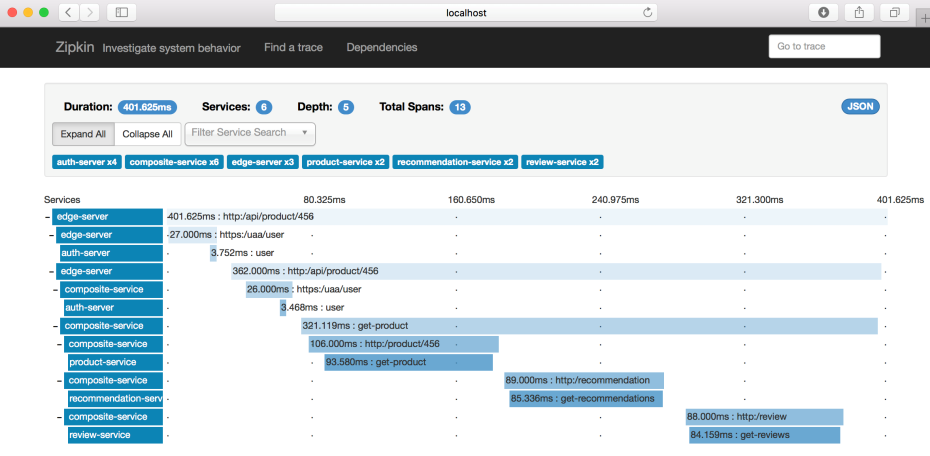 localhost
Zipkin Investigate system behavior Find a trace Dependencies Go to trace
Duration: 401.625ms Services: 6 Depth: 5 Total Spans: 13 JSON
Expand All Collapse All Filter Service Search
auth-server x4 composite-service x6 edge-server x3 product-service x2 recommendation-service x2 review-service x2
Services 80.325ms 160.650ms 240.975ms 321.300ms 401.625ms
- edge-server 401.625ms : http:/api/product/456
- edge-server 27.000ms : https:/uaa/user
auth-server 3.752ms : user
- edge-server 362.000ms : http:/api/product/456
- composite-service 26.000ms : https:/uaa/user
auth-server 3.468ms : user
- composite-service 321.119ms : get-product
- composite-service 106.000ms : http:/product/456
product-service 93.580ms : get-product
- composite-service 89.000ms : http:/recommendation
recommendation-serv 85.336ms : get-recommendations
- composite-service 88.000ms : http:/review
review-service 84.159ms : get-reviews